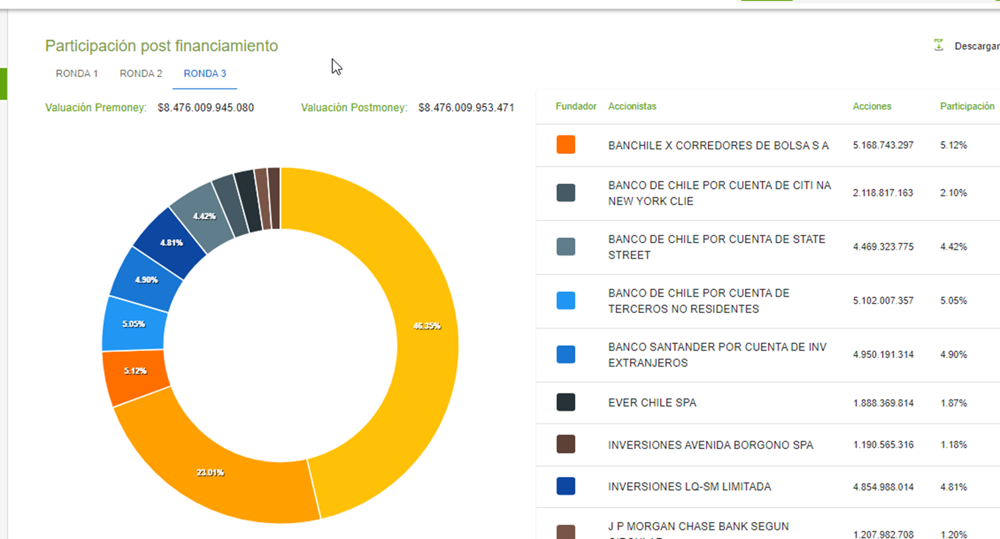 Participación post financiamiento
PDF
Descargar
RONDA 1
RONDA 2
RONDA 3
Valuación Premoney: $8.476.009.945.080
Valuación Postmoney: $8.476.009.953.471
Fundador Accionistas Acciones Participación
BANCHILE X CORREDORES DE BOLSA S A 5.168.743.297 5.12%
BANCO DE CHILE POR CUENTA DE CITI NA
NEW YORK CLIE
2.118.817.163 2.10%
BANCO DE CHILE POR CUENTA DE STATE
STREET
4.469.323.775 4.42%
BANCO DE CHILE POR CUENTA DE
TERCEROS NO RESIDENTES
5.102.007.357 5.05%
BANCO SANTANDER POR CUENTA DE INV
EXTRANJEROS
4.950.191.314 4.90%
EVER CHILE SPA 1.888.369.814 1.87%
INVERSIONES AVENIDA BORGONO SPA 1.190.565.316 1.18%
INVERSIONES LQ-SM LIMITADA 4.854.988.014 4.81%
J P MORGAN CHASE BANK SEGUN
1.207.982.708 1.20%
4.42%
4.81%
4.90%
5.05%
5.12%
23.01%
46.35%